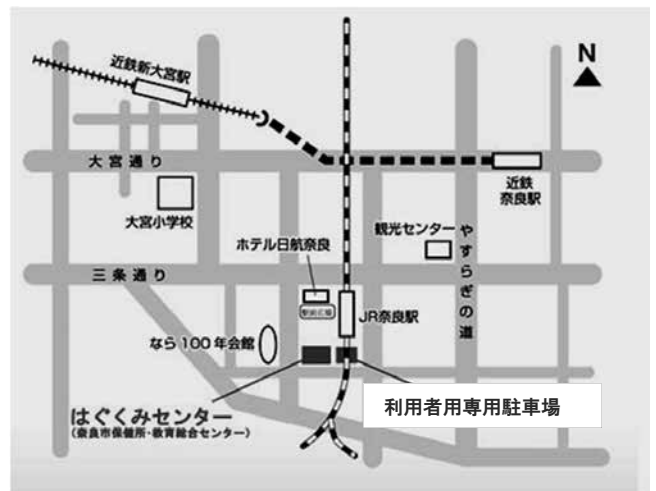 N
近鉄新大宮駅
大宮通り
近鉄
奈良駅
大宮小学校
観光センター
やすらぎの道
ホテル日航奈良
三条通り
駅前広場
JR奈良駅
なら100年会館
はぐくみセンター
(奈良市保健所・教育総合センター)
利用者用専用駐車場